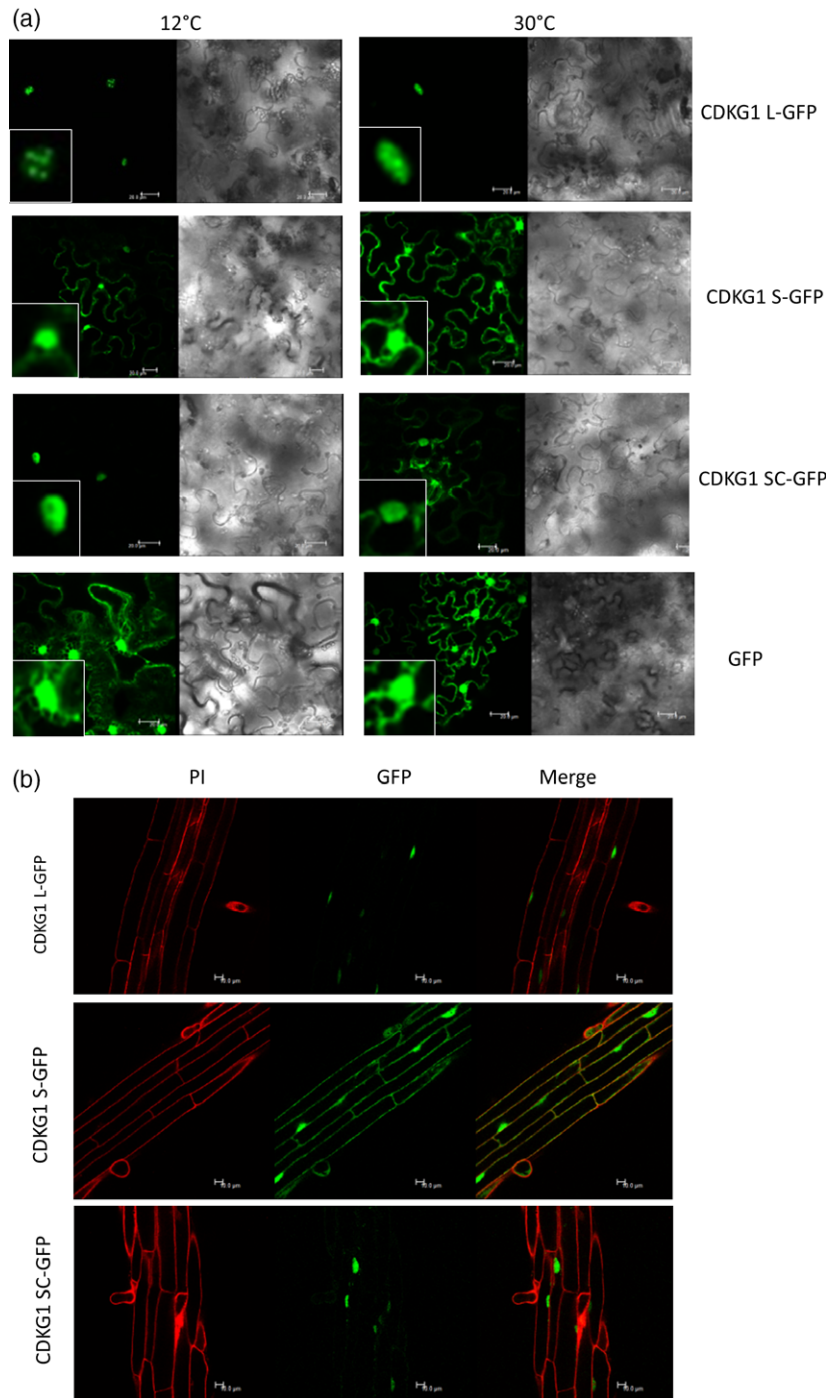 (a)
12°C 30°C
CDKG1 L-GFP
CDKG1 S-GFP
CDKG1 SC-GFP
GFP
(b)
PI GFP Merge
CDKG1 L-GFP
CDKG1 S-GFP
CDKG1 SC-GFP